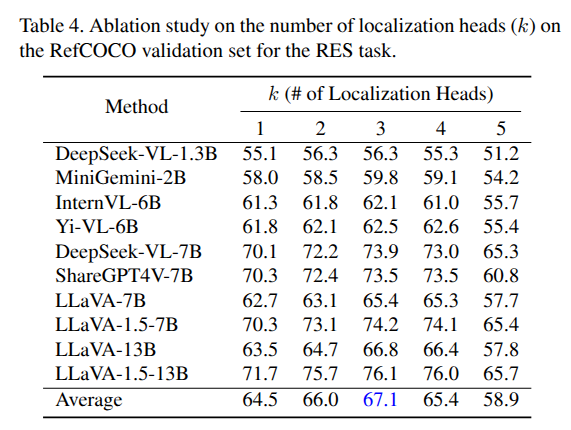 Table 4. Ablation study on the number of localization heads (k) on
the RefCOCO validation set for the RES task.
Method k (# of Localization Heads)
1 2 3 4 5
DeepSeek-VL-1.3B 55.1 56.3 56.3 55.3 51.2
MiniGemini-2B 58.0 58.5 59.8 59.1 54.2
InternVL-6B 61.3 61.8 62.1 61.0 55.7
Yi-VL-6B 61.8 62.1 62.5 62.6 55.4
DeepSeek-VL-7B 70.1 72.2 73.9 73.0 65.3
ShareGPT4V-7B 70.3 72.4 73.5 73.5 60.8
LLaVA-7B 62.7 63.1 65.4 65.3 57.7
LLaVA-1.5-7B 70.3 73.1 74.2 74.1 65.4
LLaVA-13B 63.5 64.7 66.8 66.4 57.8
LLaVA-1.5-13B 71.7 75.7 76.1 76.0 65.7
Average 64.5 66.0 67.1 65.4 58.9